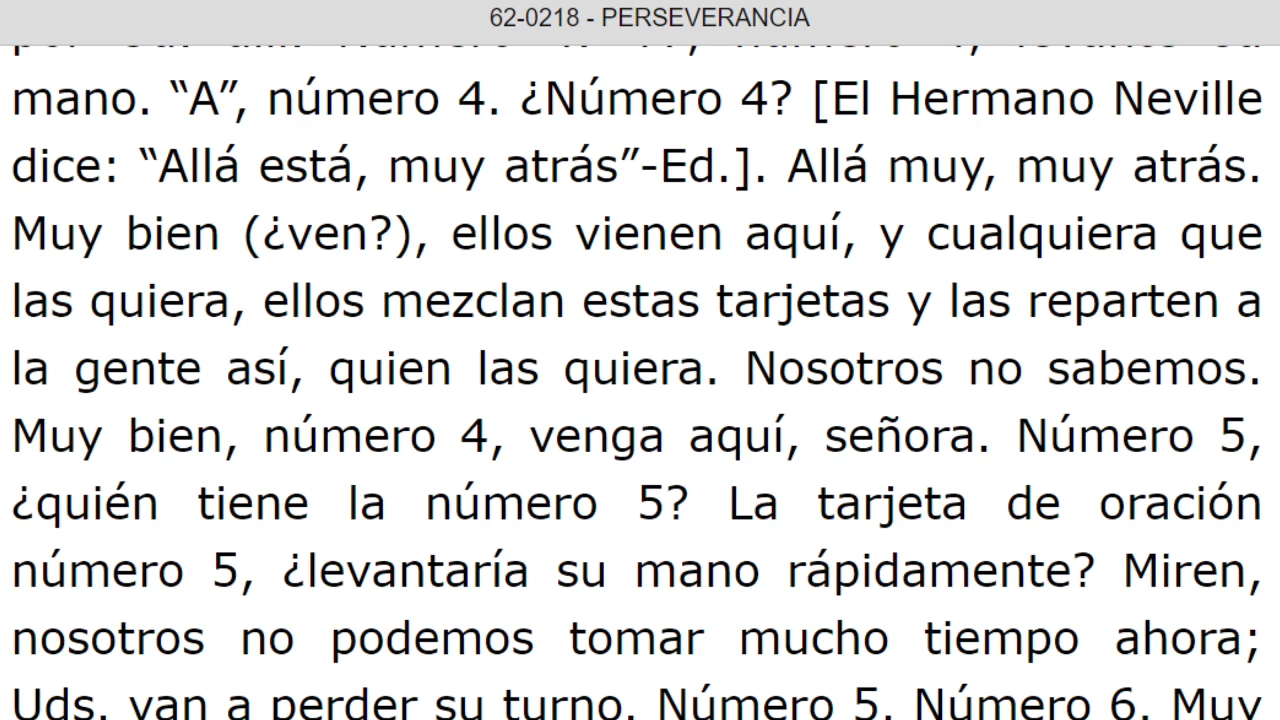 62-0218 - PERSEVERANCIA
mano. “A”, número 4. ¿Número 4? [El Hermano Neville
dice: “Allá está, muy atrás”-Ed.]. Allá muy, muy atrás.
Muy bien (¿ven?), ellos vienen aquí, y cualquiera que
las quiera, ellos mezclan estas tarjetas y las reparten a
la gente así, quien las quiera. Nosotros no sabemos.
Muy bien, número 4, venga aquí, señora. Número 5,
¿quién tiene la número 5? La tarjeta de oración
número 5, ¿levantaría su mano rápidamente? Miren,
nosotros no podemos tomar mucho tiempo ahora;
Uds. van a perder su turno. Número 5. Número 6. Muy